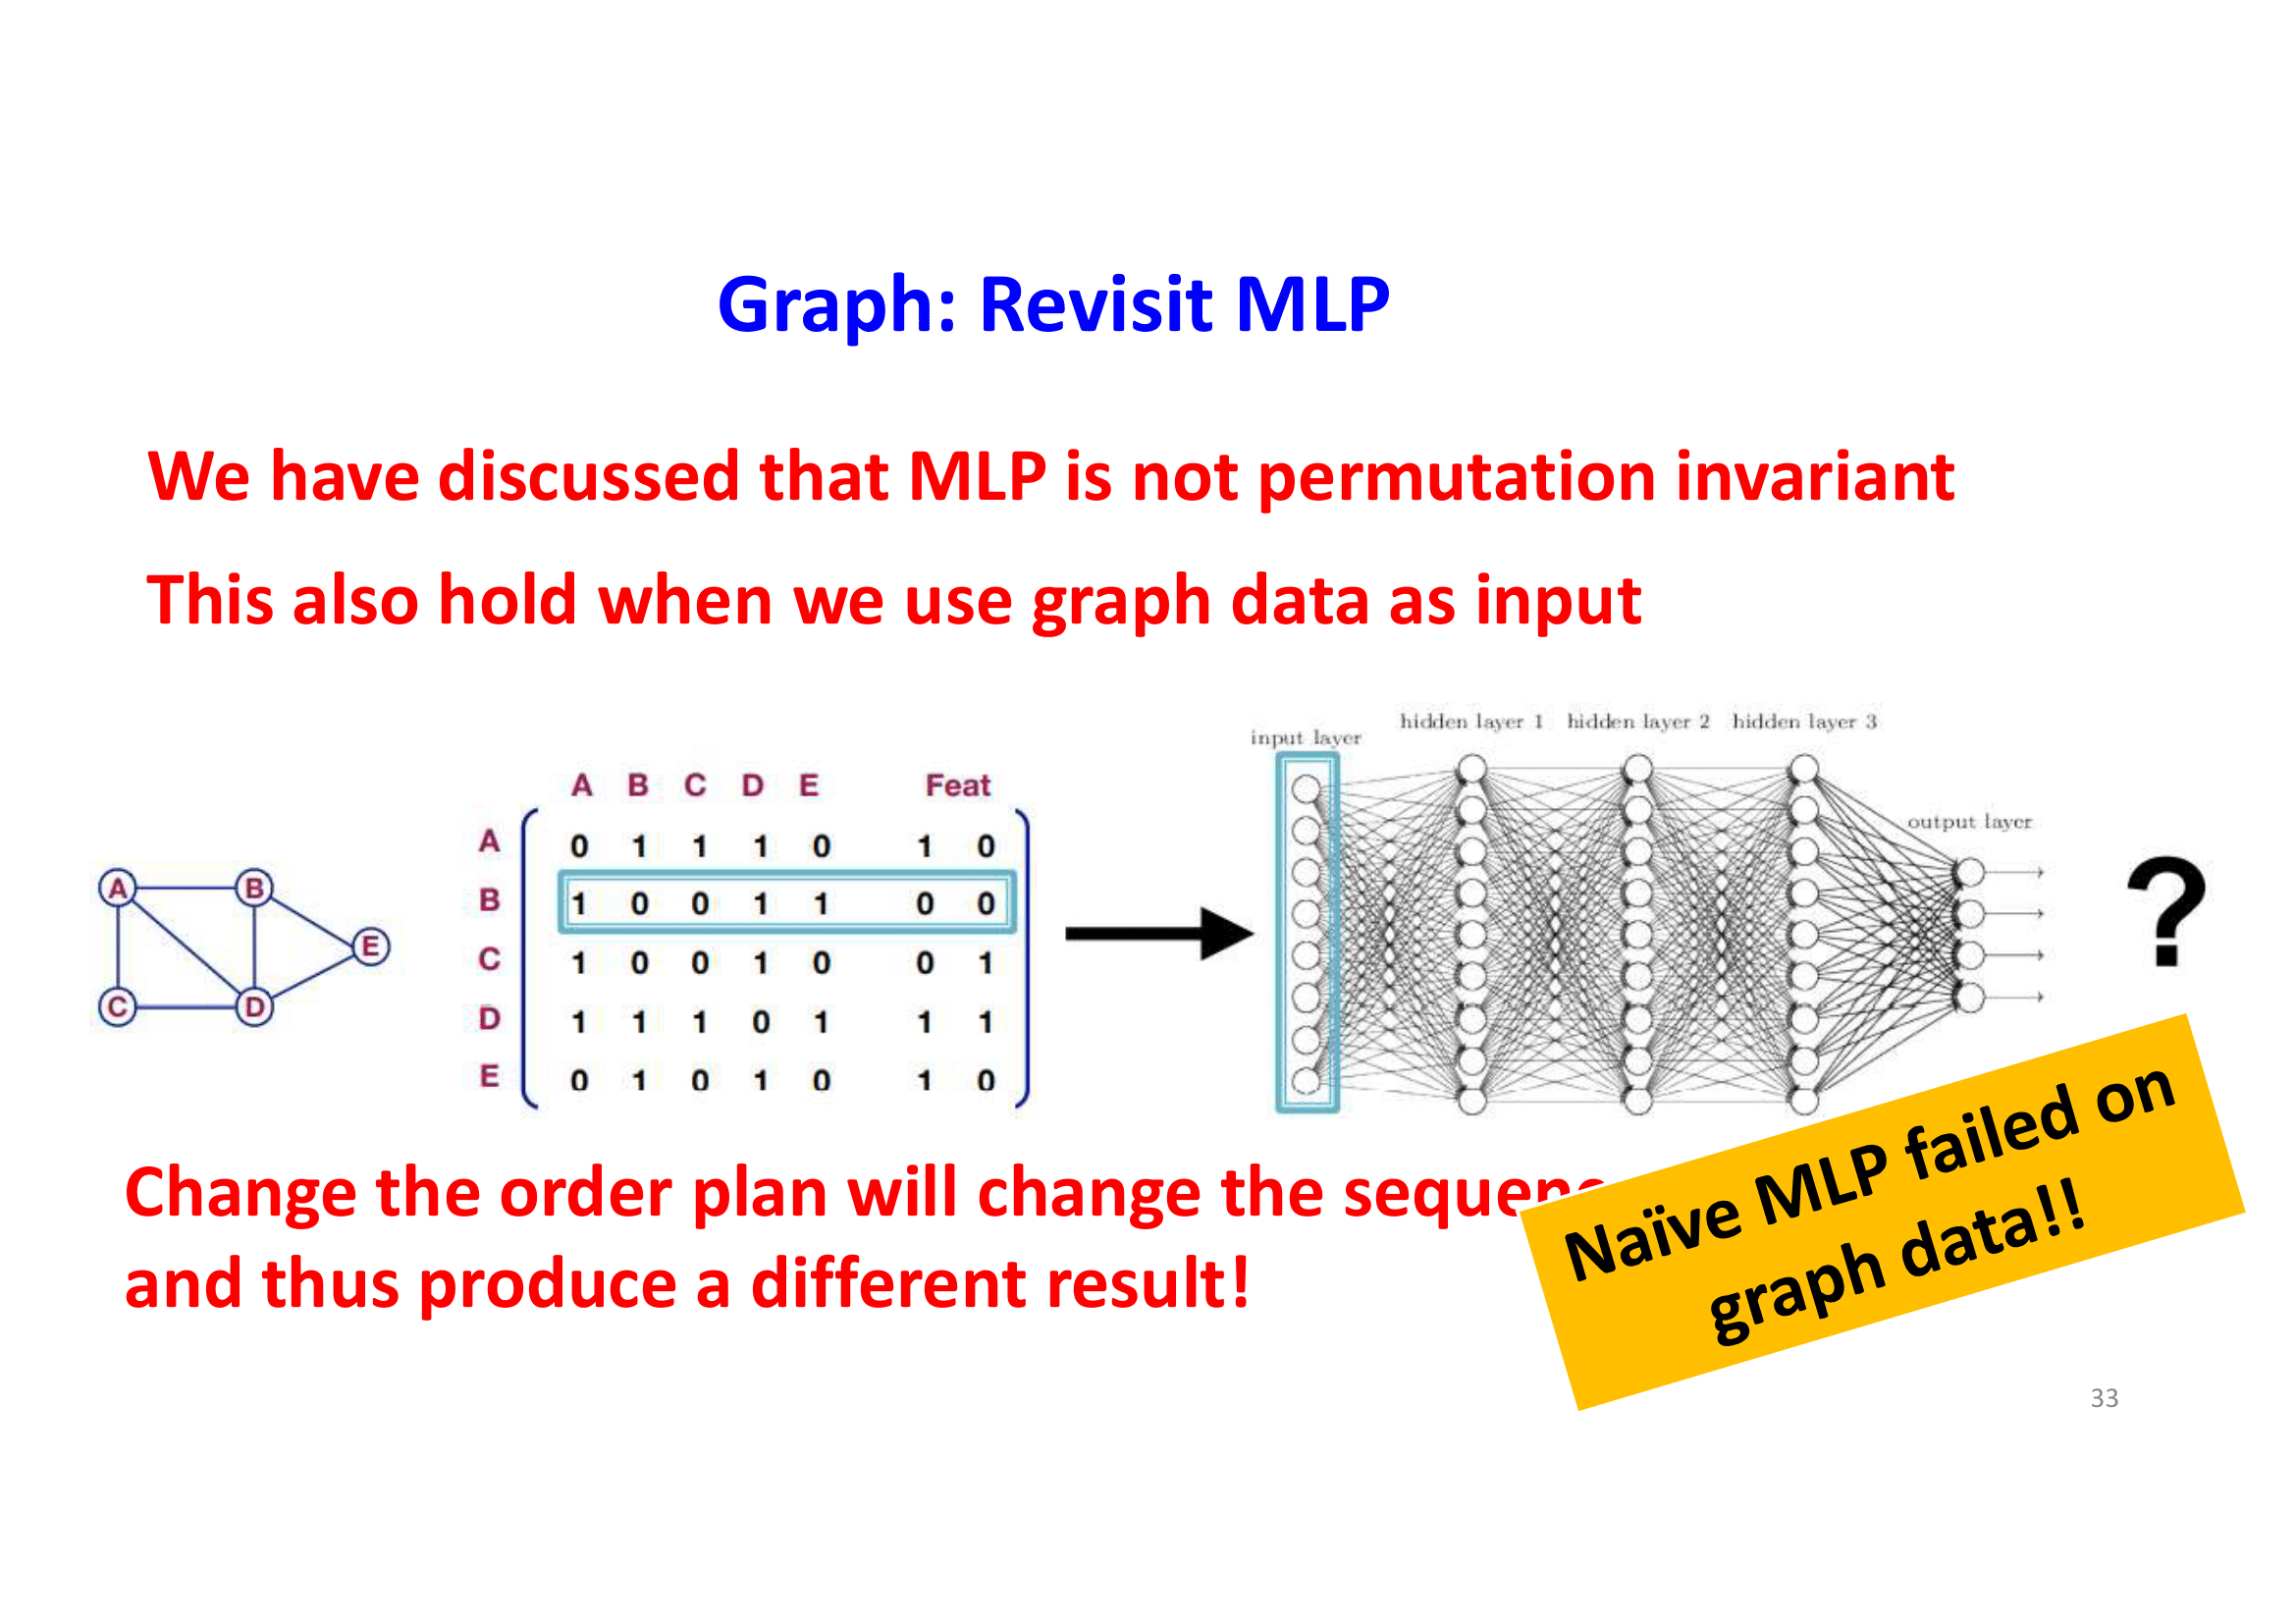 Graph: Revisit MLP
We have discussed that MLP is not permutation invariant
This also hold when we use graph data as input
A B
E
C D
A B C D E Feat
A 0 1 1 1 0 1 0
B 1 0 0 1 1 0 0
C 1 0 0 1 0 0 1
D 1 1 1 0 1 1 1
E 0 1 0 1 0 1 0
input layer
hidden layer 1 hidden layer 2 hidden layer 3
output layer
?
Change the order plan will change the
and thus produce a different result!
Naïve MLP failed on
graph data!!
33